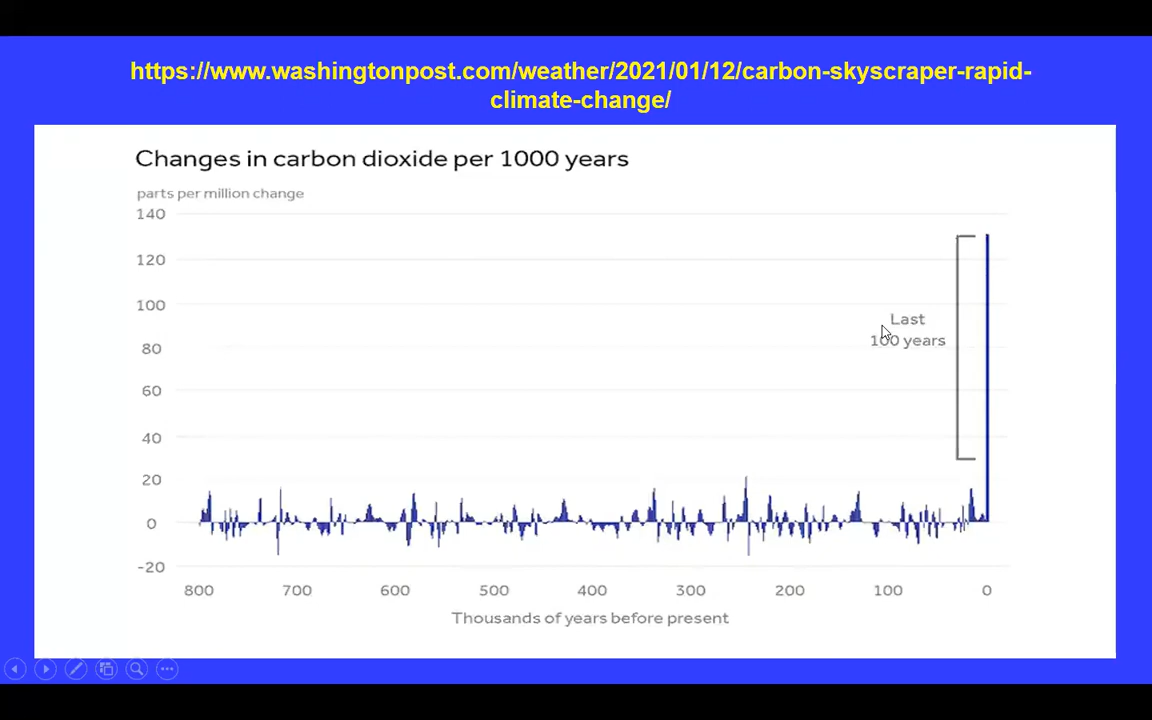 https://www.washingtonpost.com/weather/2021/01/12/carbon-skyscraper-rapid-
climate-change/
Changes in carbon dioxide per 1000 years
parts per million change
140
120
100
80
60
40
20
0
-20
Last
100 years
800 700 600 500 400 300 200 100 0
Thousands of years before present